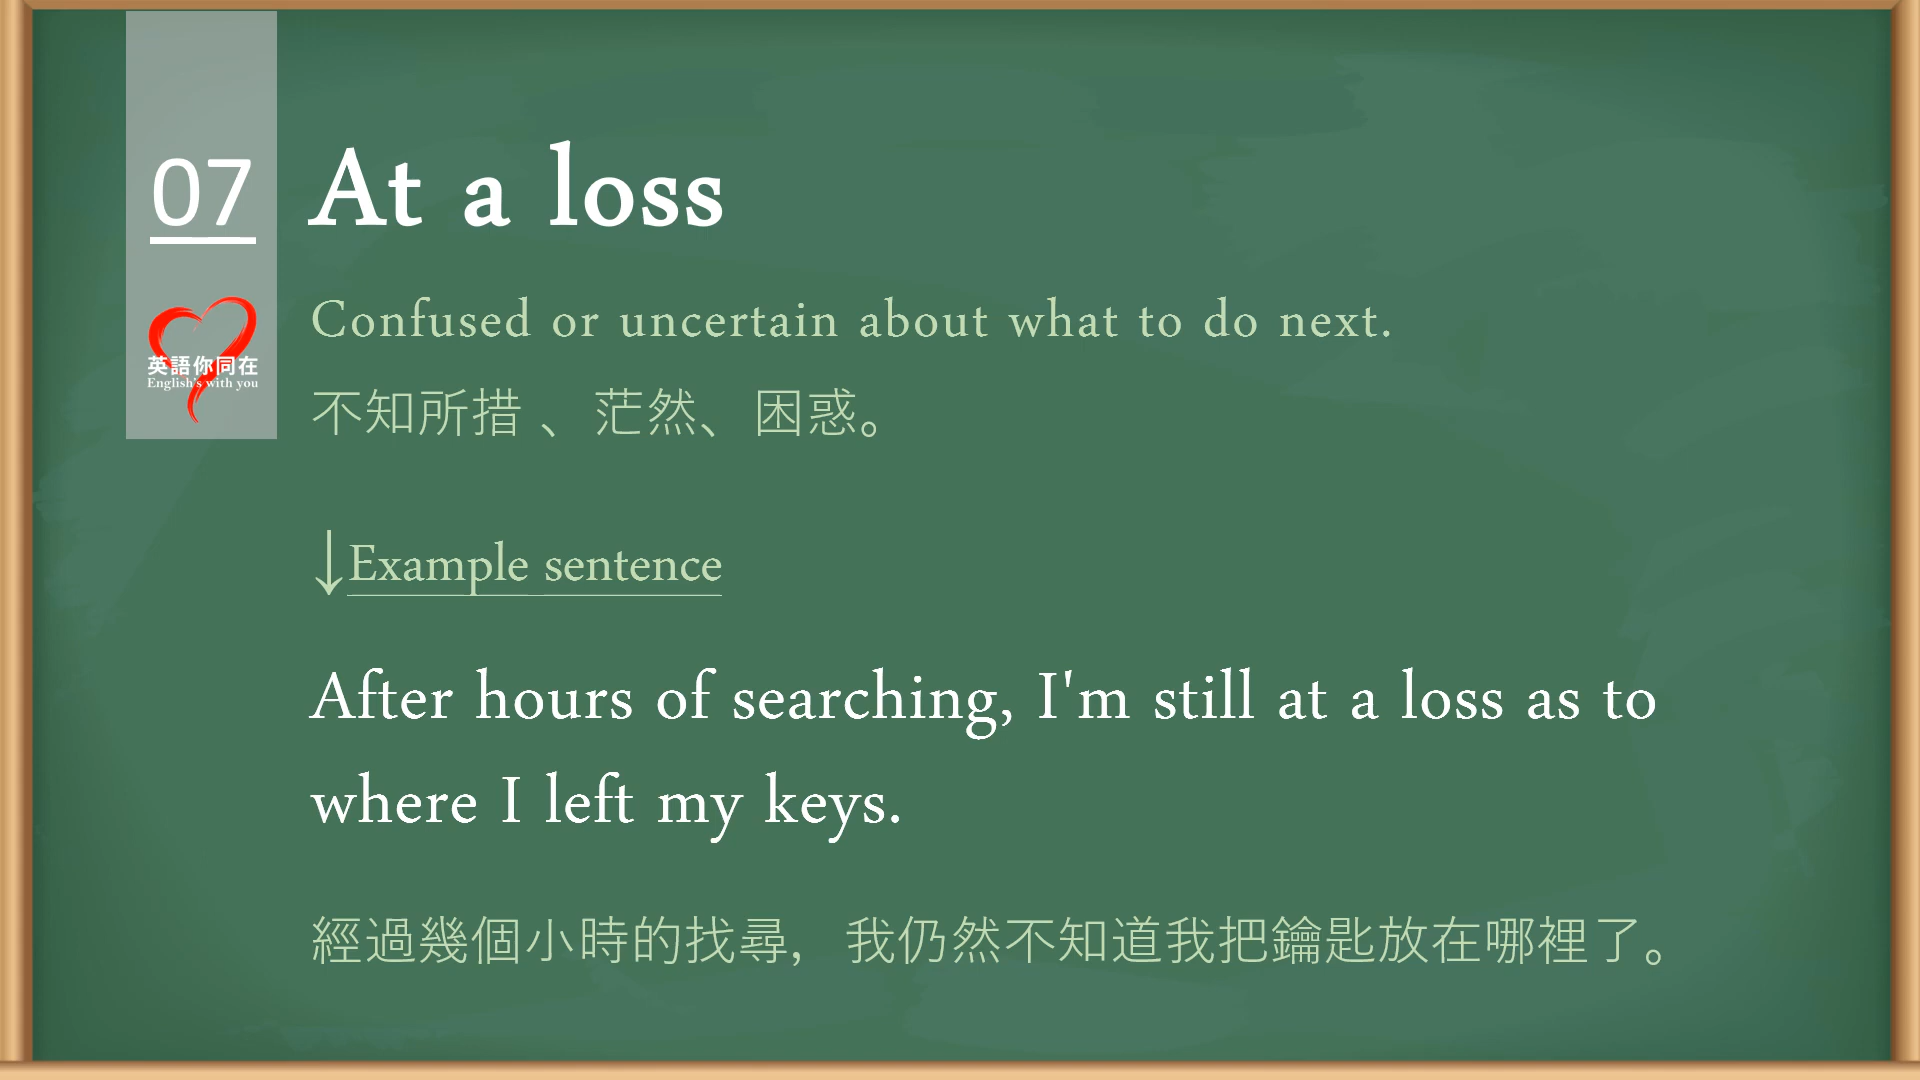 07
At a loss
英語你同在
English's with you
Confused or uncertain about what to do next.
不知所措 、茫然、困惑。
↓Example sentence
After hours of searching, I'm still at a loss as to
where I left my keys.
經過幾個小時的找尋， 我仍然不知道我把鑰匙放在哪裡了。